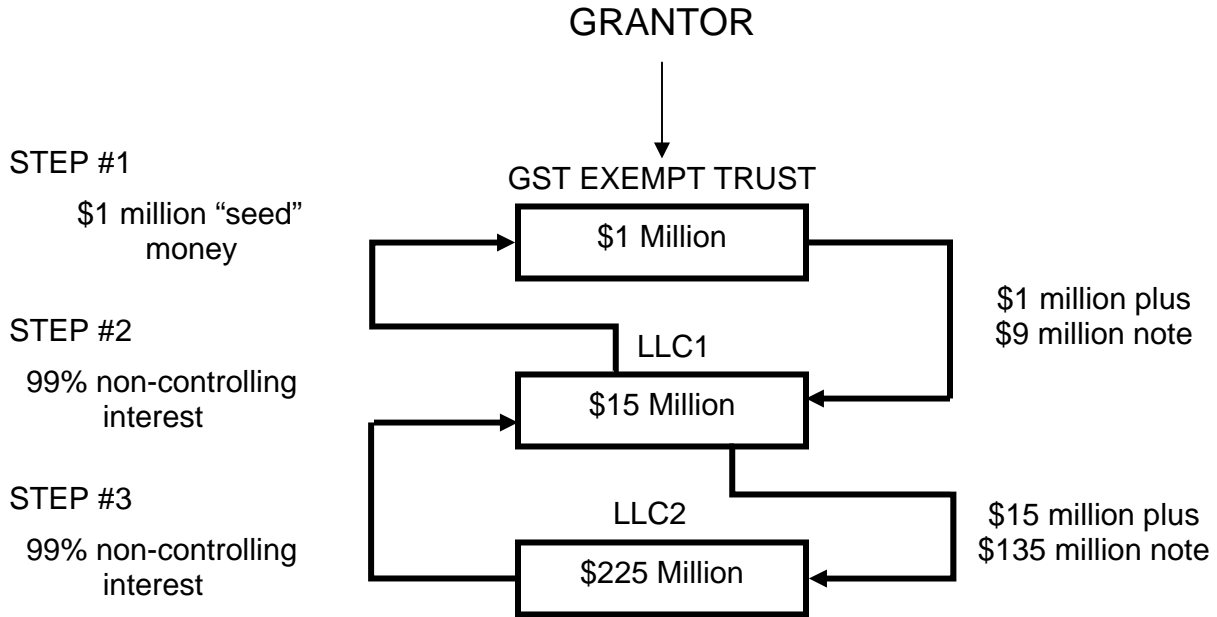 GRANTOR
STEP #1
GST EXEMPT TRUST
$1 million “seed”
money
$1 Million
$1 million plus
$9 million note
STEP #2
LLC1
99% non-controlling
interest
$15 Million
STEP #3
LLC2
$15 million plus
$135 million note
99% non-controlling
interest
$225 Million